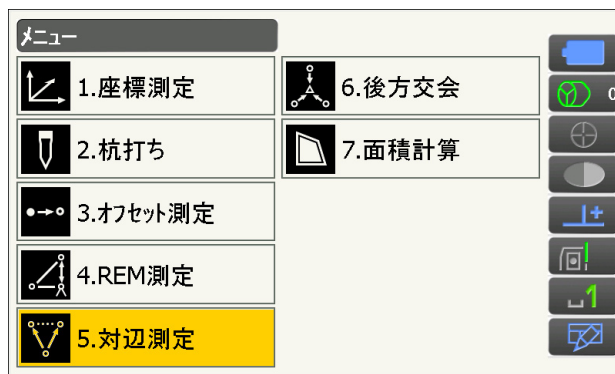 メニュー
1.座標測定
2.杭打ち
3.オフセット測定
4.REM測定
5.対辺測定
6.後方交会
7.面積計算
0
1